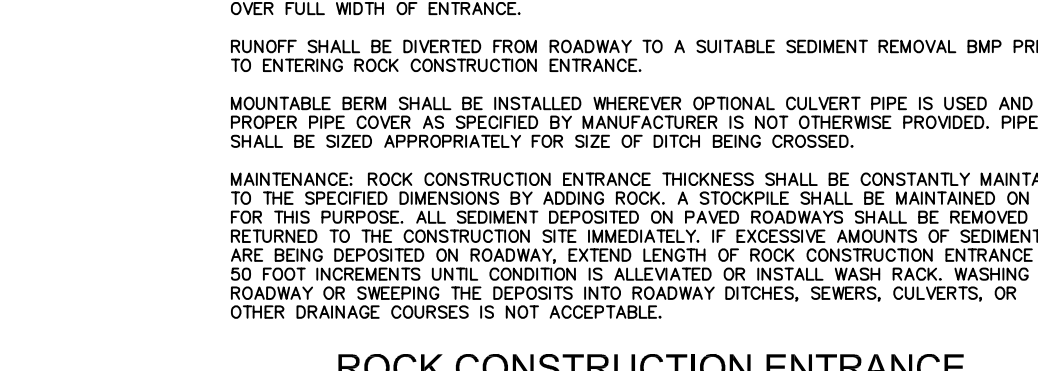 OVER FULL WIDTH OF ENTRANCE.
RUNOFF SHALL BE DIVERTED FROM ROADWAY TO A SUITABLE SEDIMENT REMOVAL BMP
TO ENTERING ROCK CONSTRUCTION ENTRANCE.
MOUNTABLE BERM SHALL BE INSTALLED WHEREVER OPTIONAL CULVERT PIPE IS USED AND
PROPER PIPE COVER AS SPECIFIED BY MANUFACTURER IS NOT OTHERWISE PROVIDED. PIPE
SHALL BE SIZED APPROPRIATELY FOR SIZE OF DITCH BEING CROSSED.
MAINTENANCE: ROCK CONSTRUCTION ENTRANCE THICKNESS SHALL BE CONSTANTLY
TO THE SPECIFIED DIMENSIONS BY ADDING ROCK. A STOCKPILE SHALL BE MAINTAINED ON
FOR THIS PURPOSE. ALL SEDIMENT DEPOSITED ON PAVED ROADWAYS SHALL BE REMOVED
RETURNED TO THE CONSTRUCTION SITE IMMEDIATELY. IF EXCESSIVE AMOUNTS OF SEDIMENT
ARE BEING DEPOSITED ON ROADWAY, EXTEND LENGTH OF ROCK CONSTRUCTION ENTRANCE
50 FOOT INCREMENTS UNTIL CONDITION IS ALLEVIATED OR INSTALL WASH RACK. WASHING
ROADWAY OR SWEEPING THE DEPOSITS INTO ROADWAY DITCHES, SEWERS, CULVERTS, OR
OTHER DRAINAGE COURSES IS NOT ACCEPTABLE.
ROCK CONSTRUCTION ENTRANCE